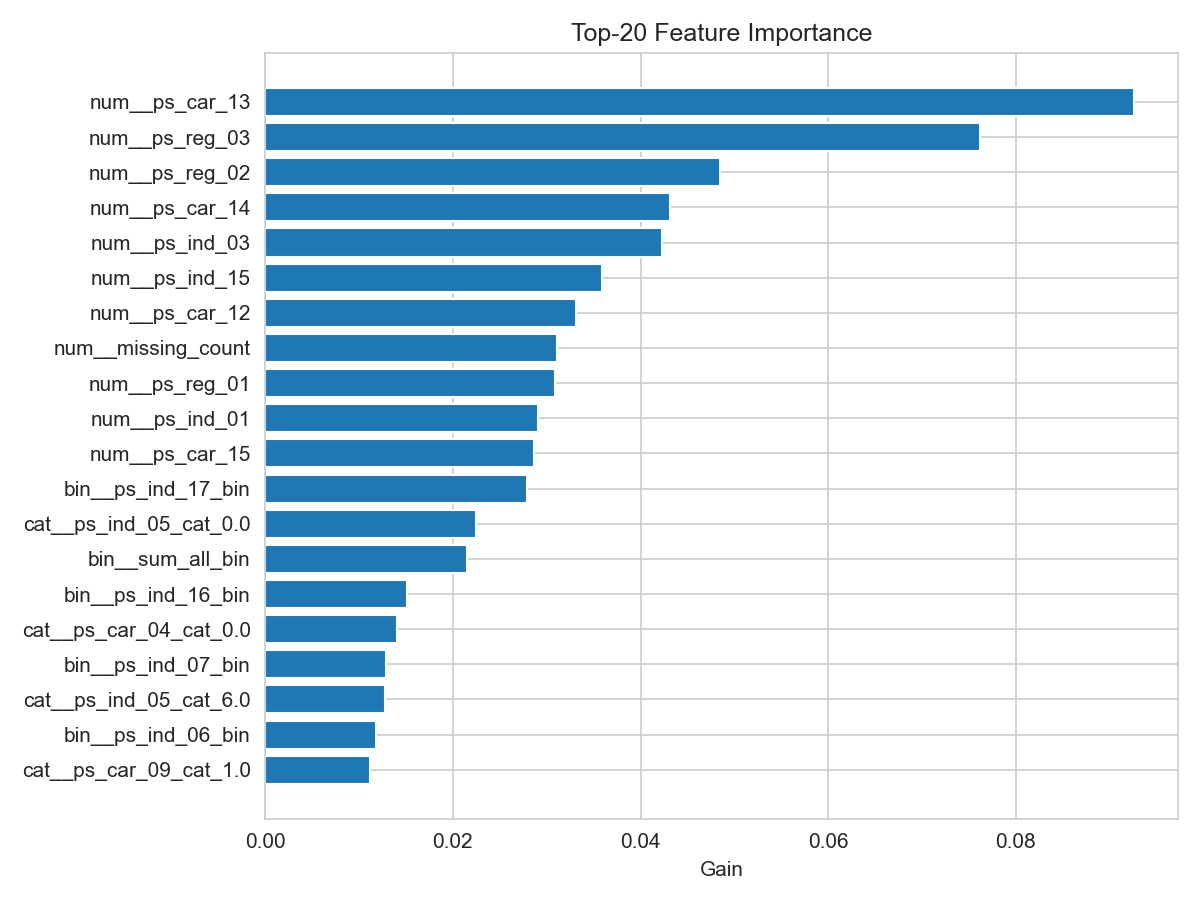 Top-20 Feature Importance
num__ps_car_13
num__ps_reg_03
num__ps_reg_02
num__ps_car_14
num__ps_ind_03
num__ps_ind_15
num__ps_car_12
num__missing_count
num__ps_reg_01
num__ps_ind_01
num__ps_car_15
bin__ps_ind_17_bin
cat__ps_ind_05_cat_0.0
bin__sum_all_bin
bin__ps_ind_16_bin
cat__ps_car_04_cat_0.0
bin__ps_ind_07_bin
cat__ps_ind_05_cat_6.0
bin__ps_ind_06_bin
cat__ps_car_09_cat_1.0
0.00 0.02 0.04 0.06 0.08
Gain